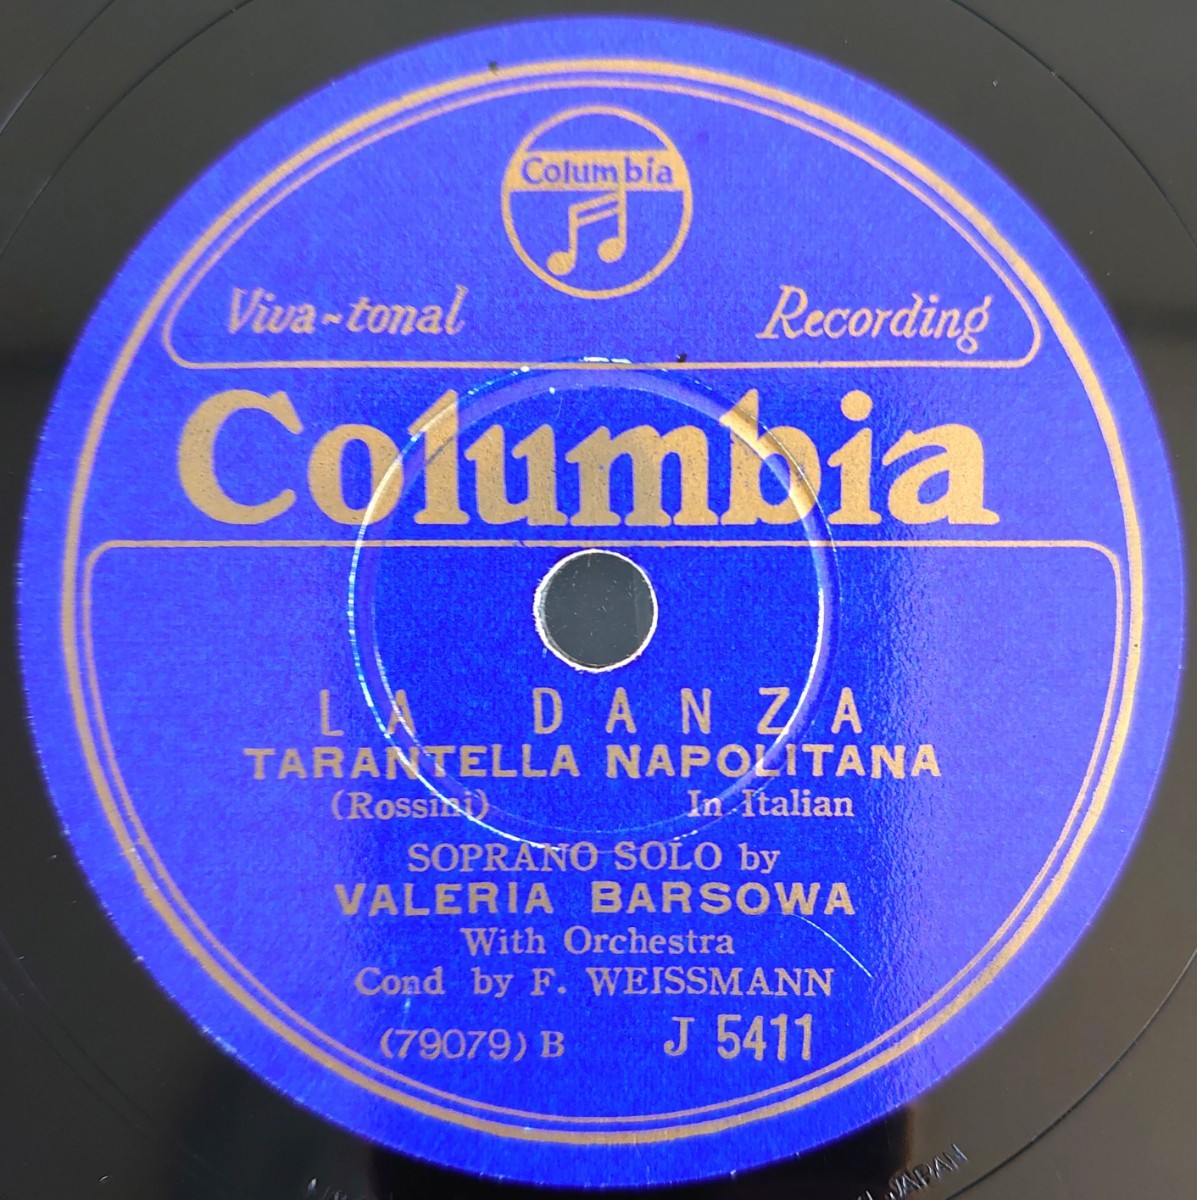 Columbia
Viva-tonal Recording
Columbia
LA DANZA
TARANTELLA NAPOLITANA
(Rossini) In Italian
SOPRANO SOLO by
VALERIA BARSOWA
With Orchestra
Cond by F. WEISSMANN
(79079) B J 5411
JAPAN